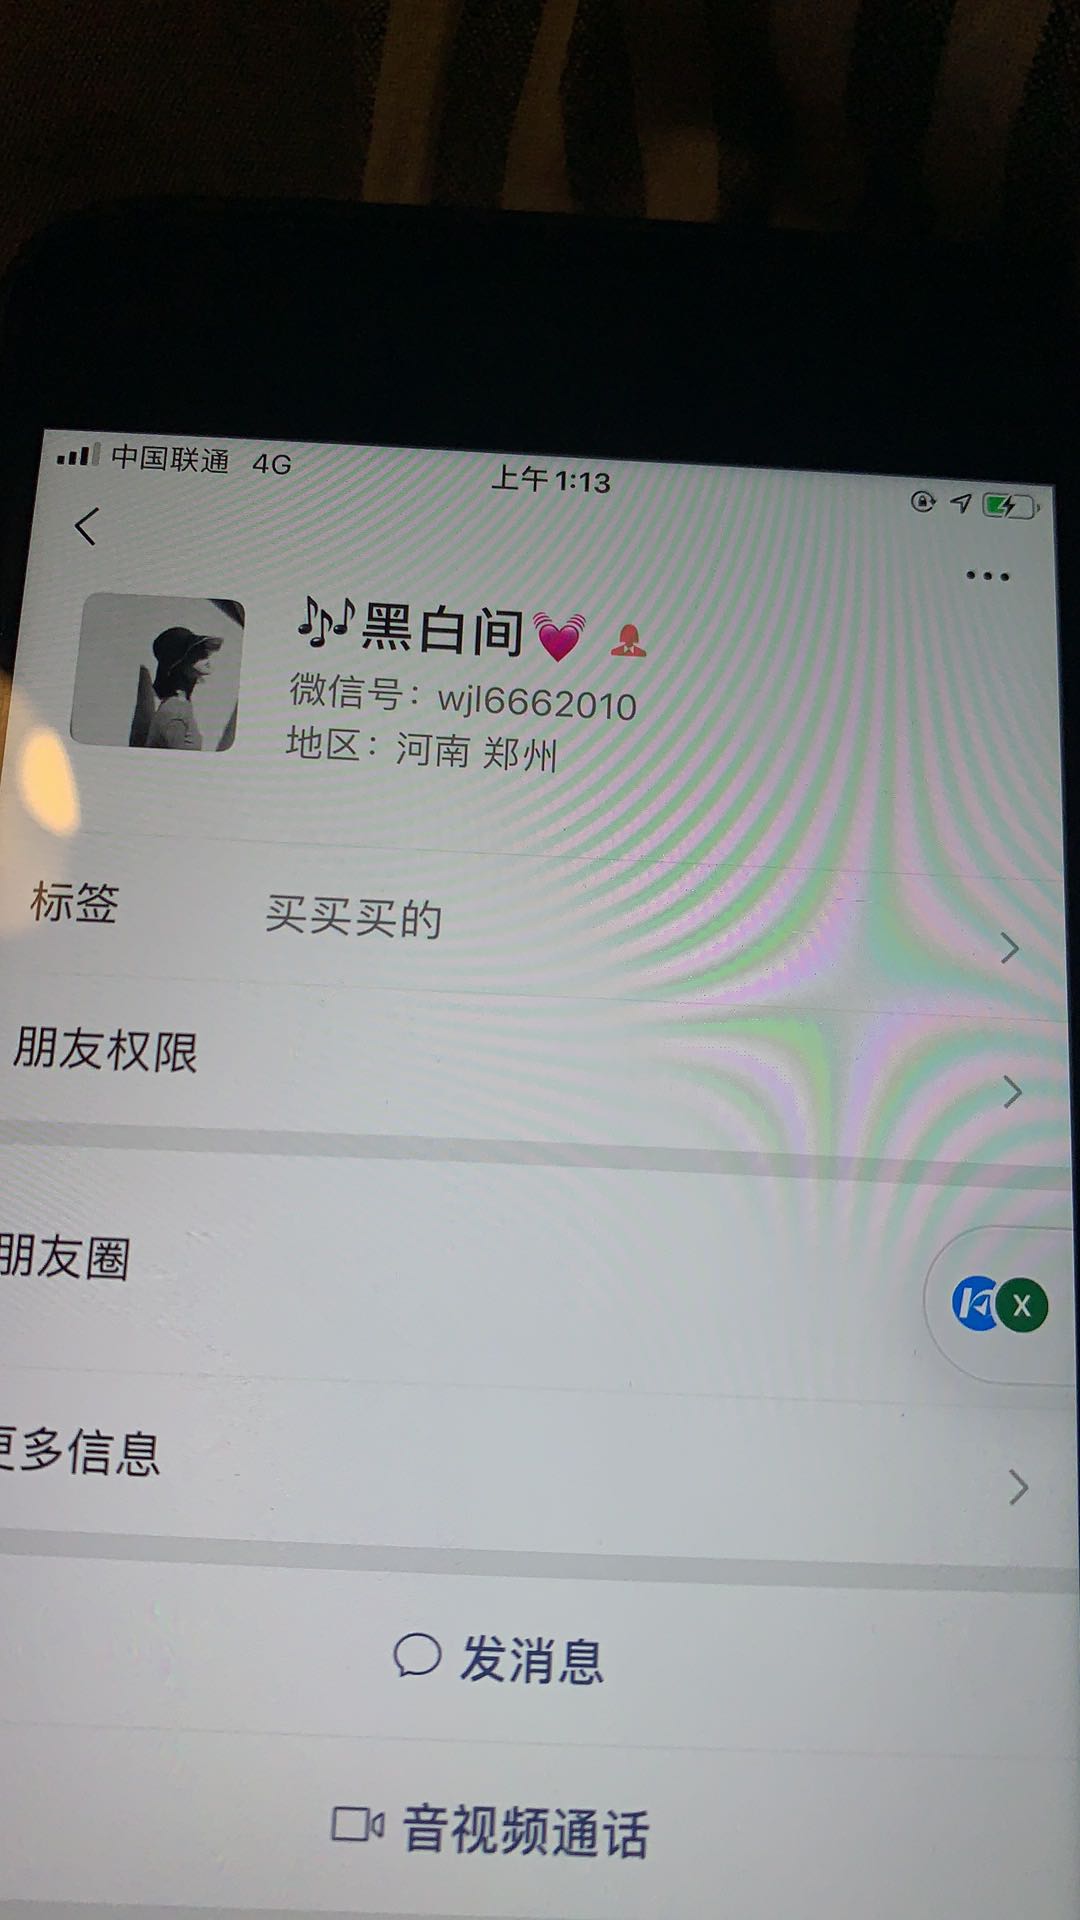 中国联通 4G
上午1:13
🎵黑白间💓
微信号：wjl6662010
地区：河南 郑州
标签 买买买的
朋友权限
朋友圈
更多信息
发消息
音视频通话
X